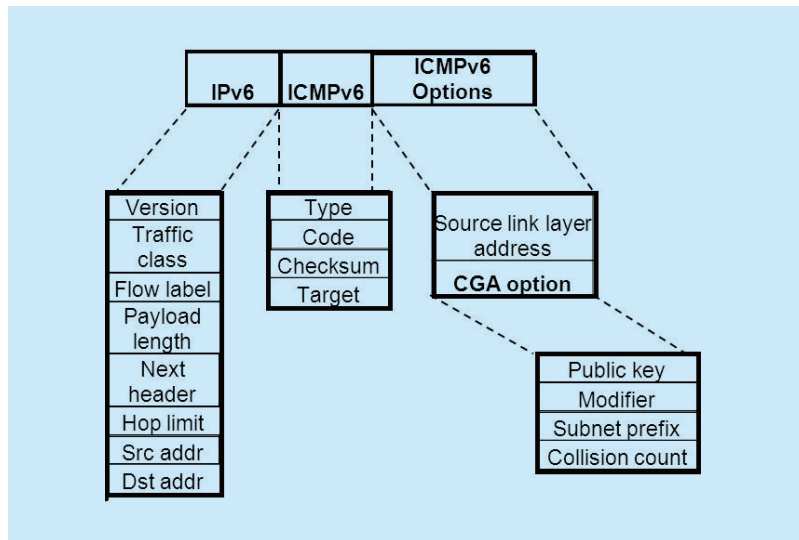 IPv6
ICMPv6
ICMPv6
Options
Version
Traffic
class
Flow label
Payload
length
Next
header
Hop limit
Src addr
Dst addr
Type
Code
Checksum
Target
Source link layer
address
CGA option
Public key
Modifier
Subnet prefix
Collision count